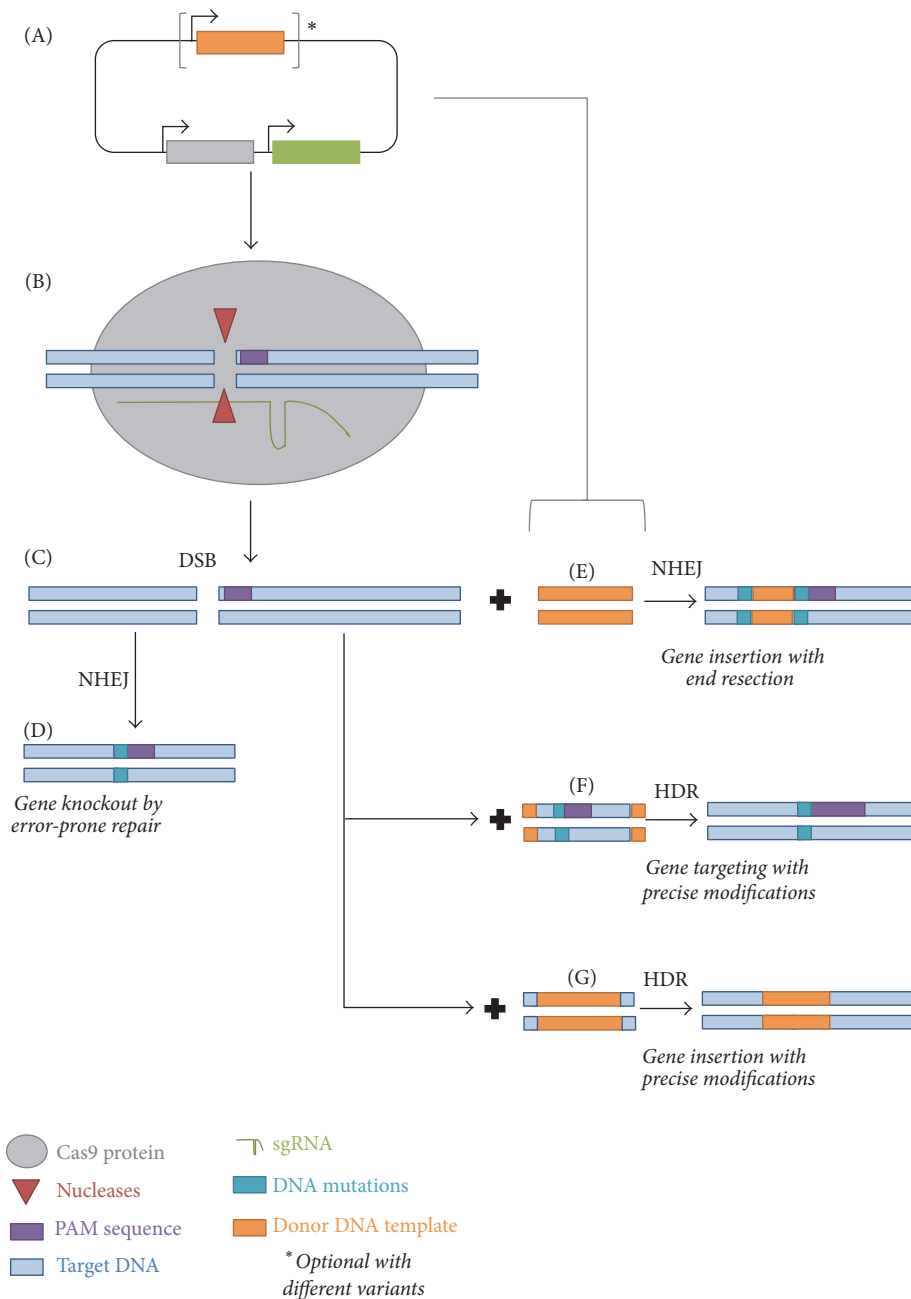 (A)
*
(B)
(C)
DSB
(E)
NHEJ
Gene insertion with
end resection
NHEJ
(D)
Gene knockout by
error-prone repair
(F)
HDR
Gene targeting with
precise modifications
(G)
HDR
Gene insertion with
precise modifications
Cas9 protein
Nucleases
PAM sequence
Target DNA
sgRNA
DNA mutations
Donor DNA template
* Optional with
different variants